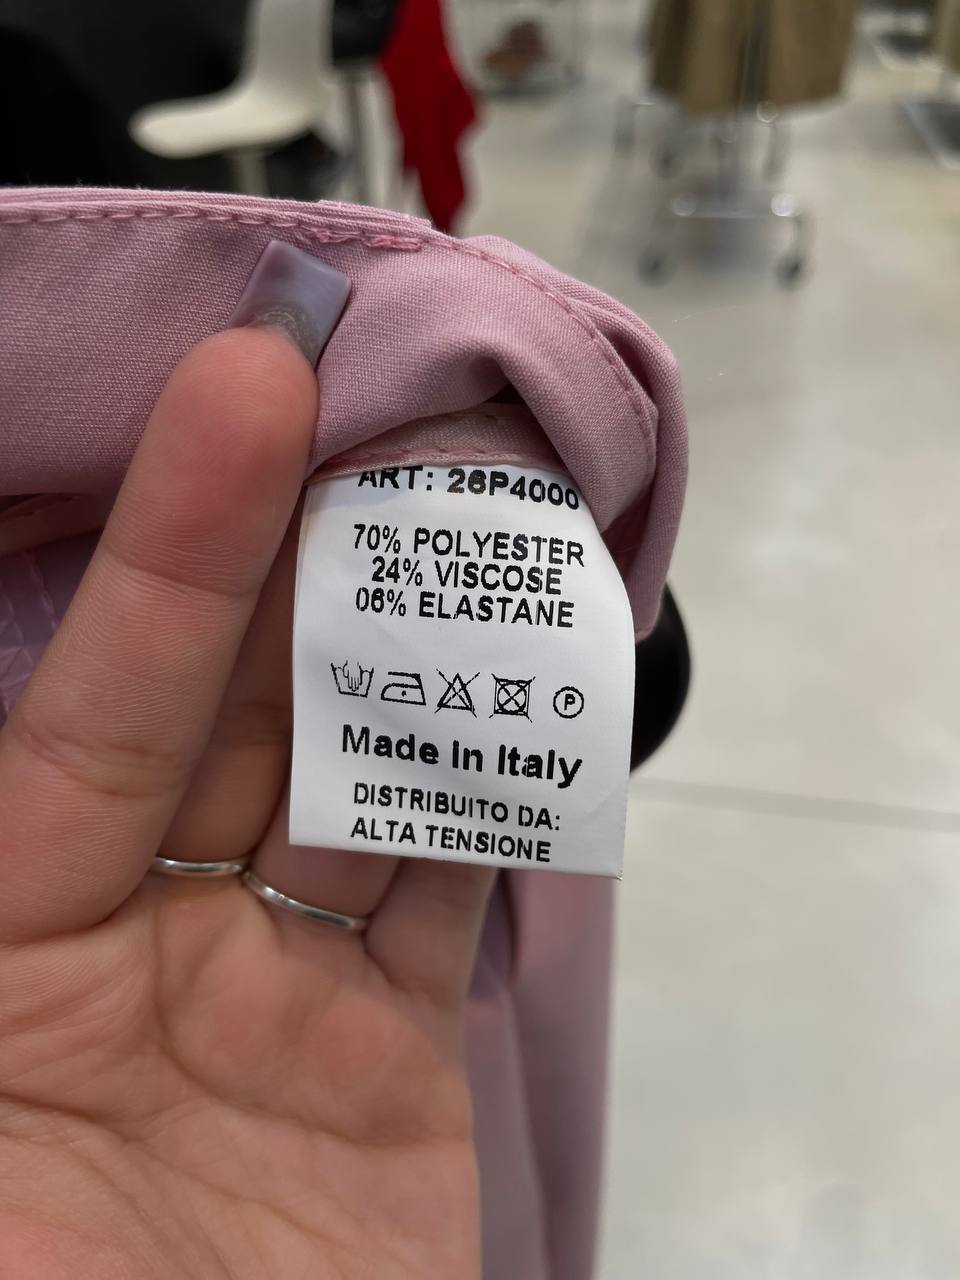 ART: 26P4000
70% POLYESTER
24% VISCOSE
06% ELASTANE
P
Made in Italy
DISTRIBUITO DA:
ALTA TENSIONE